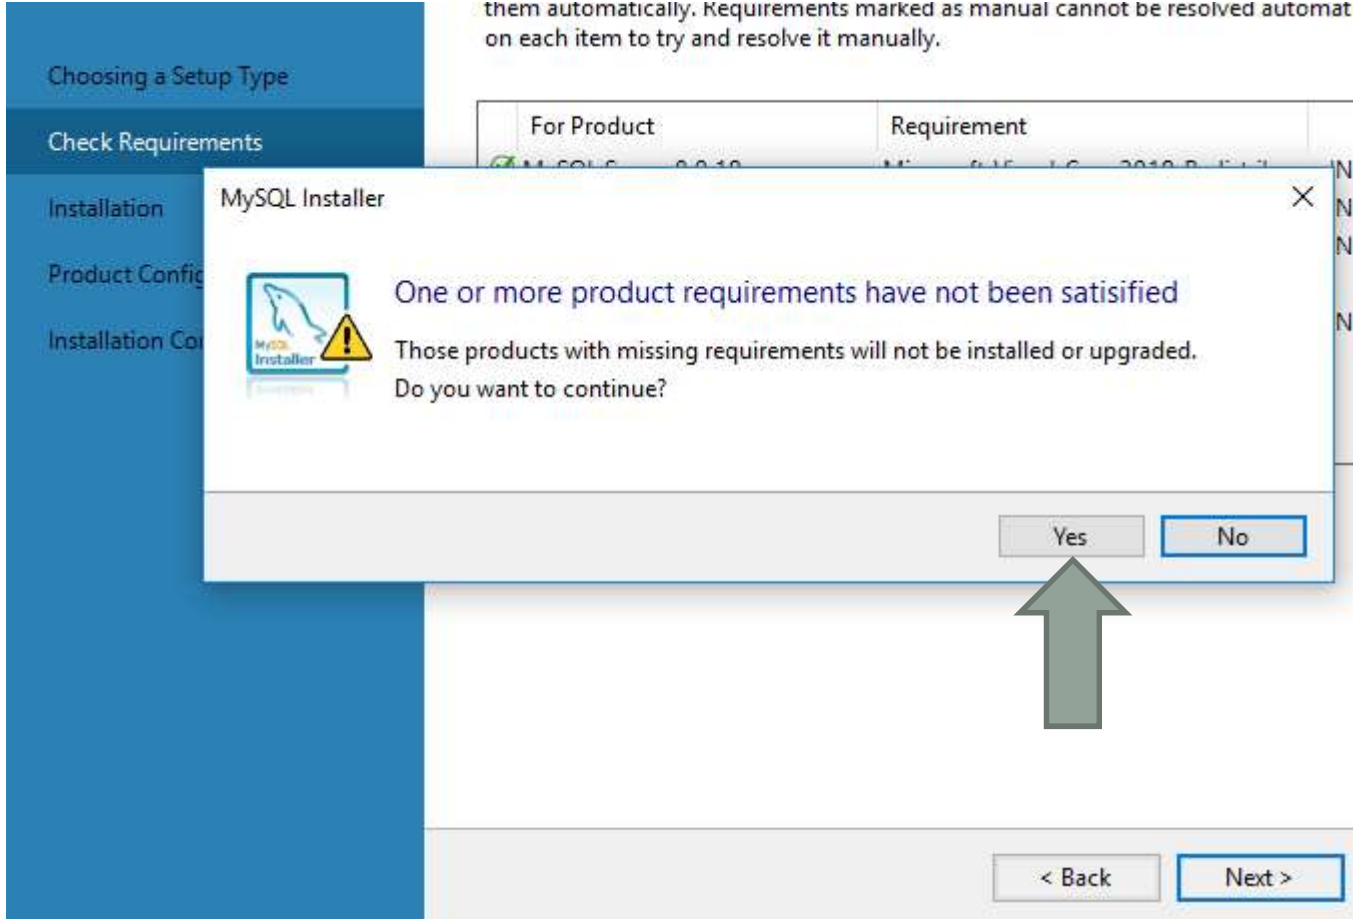 them automatically. Requirements marked as manual cannot be resolved automat
on each item to try and resolve it manually.
Choosing a Setup Type
Check Requirements
Installation
Product Config
Installation Co
For Product Requirement
MySQL Installer
MySQL
Installer
One or more product requirements have not been satisified
Those products with missing requirements will not be installed or upgraded.
Do you want to continue?
Yes No
< Back Next >